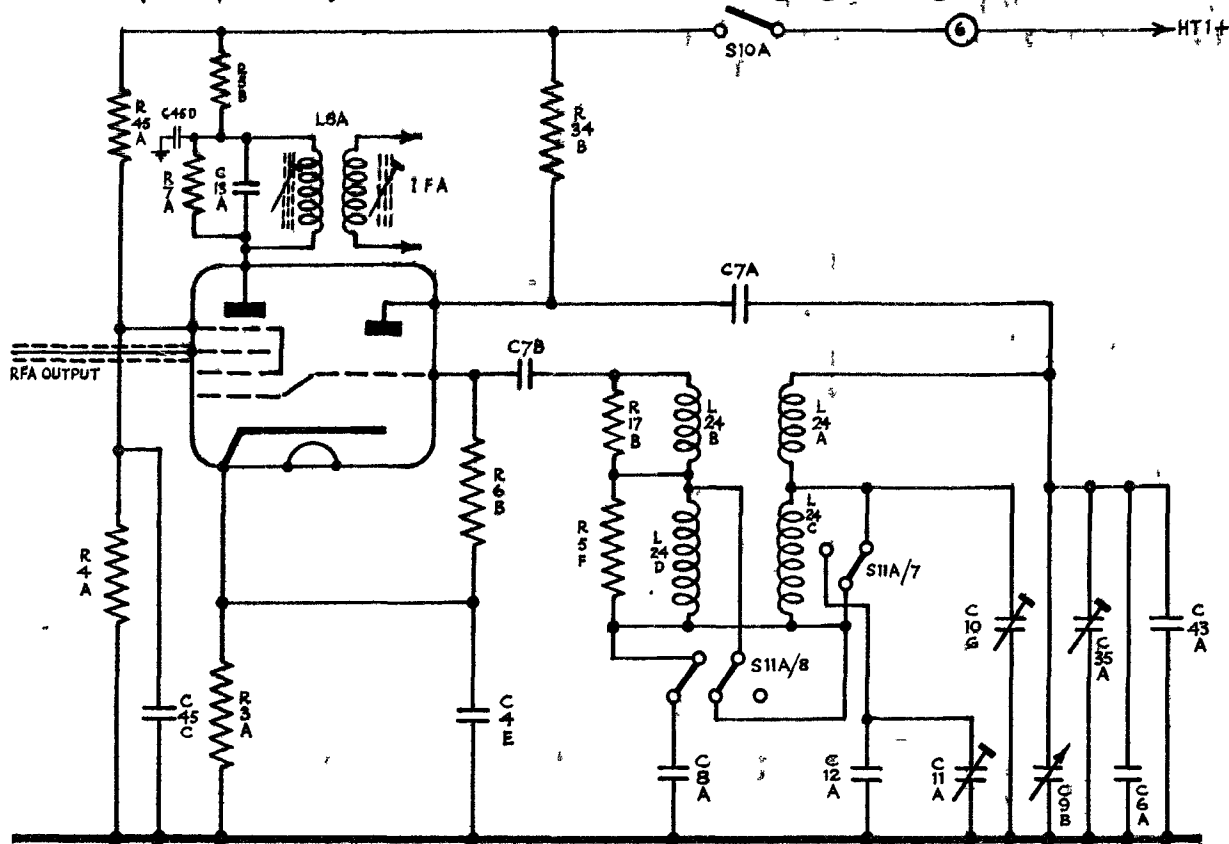 6
HT1+
S10A
R 45 A
C45D
L8A
R 34 B
R 7 A
C 13 A
IFA
C7A
RFA OUTPUT
C7B
R 17 B
L 24 B
L 24 A
R 6 B
R 5 F
L 24 D
L 24 C
S11A/7
R 4 A
C 10 G
C 35 A
C 43 A
S11A/8
C 45 C
R 3 A
C 4 E
C 8 A
C 12 A
C 11 A
C 9 B
C 6 A